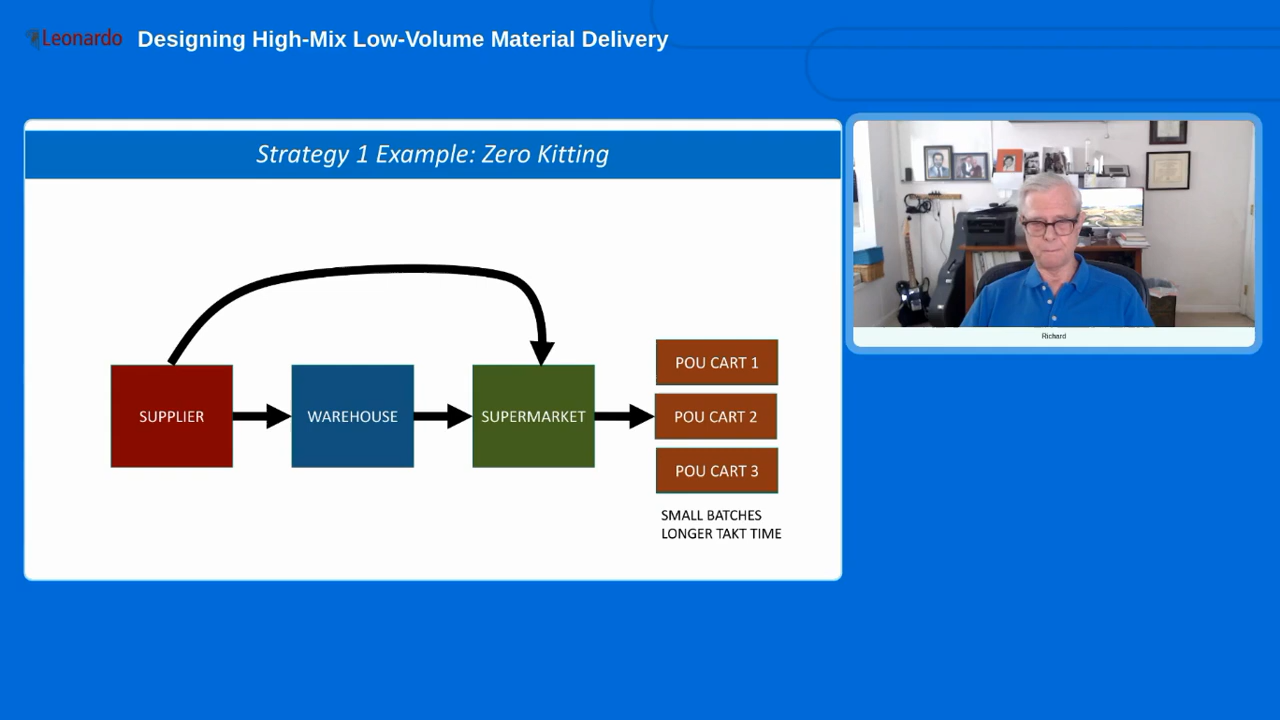 Leonardo
Designing High-Mix Low-Volume Material Delivery
Strategy 1 Example: Zero Kitting
SUPPLIER
WAREHOUSE
SUPERMARKET
POU CART 1
POU CART 2
POU CART 3
SMALL BATCHES
LONGER TAKT TIME
Richard